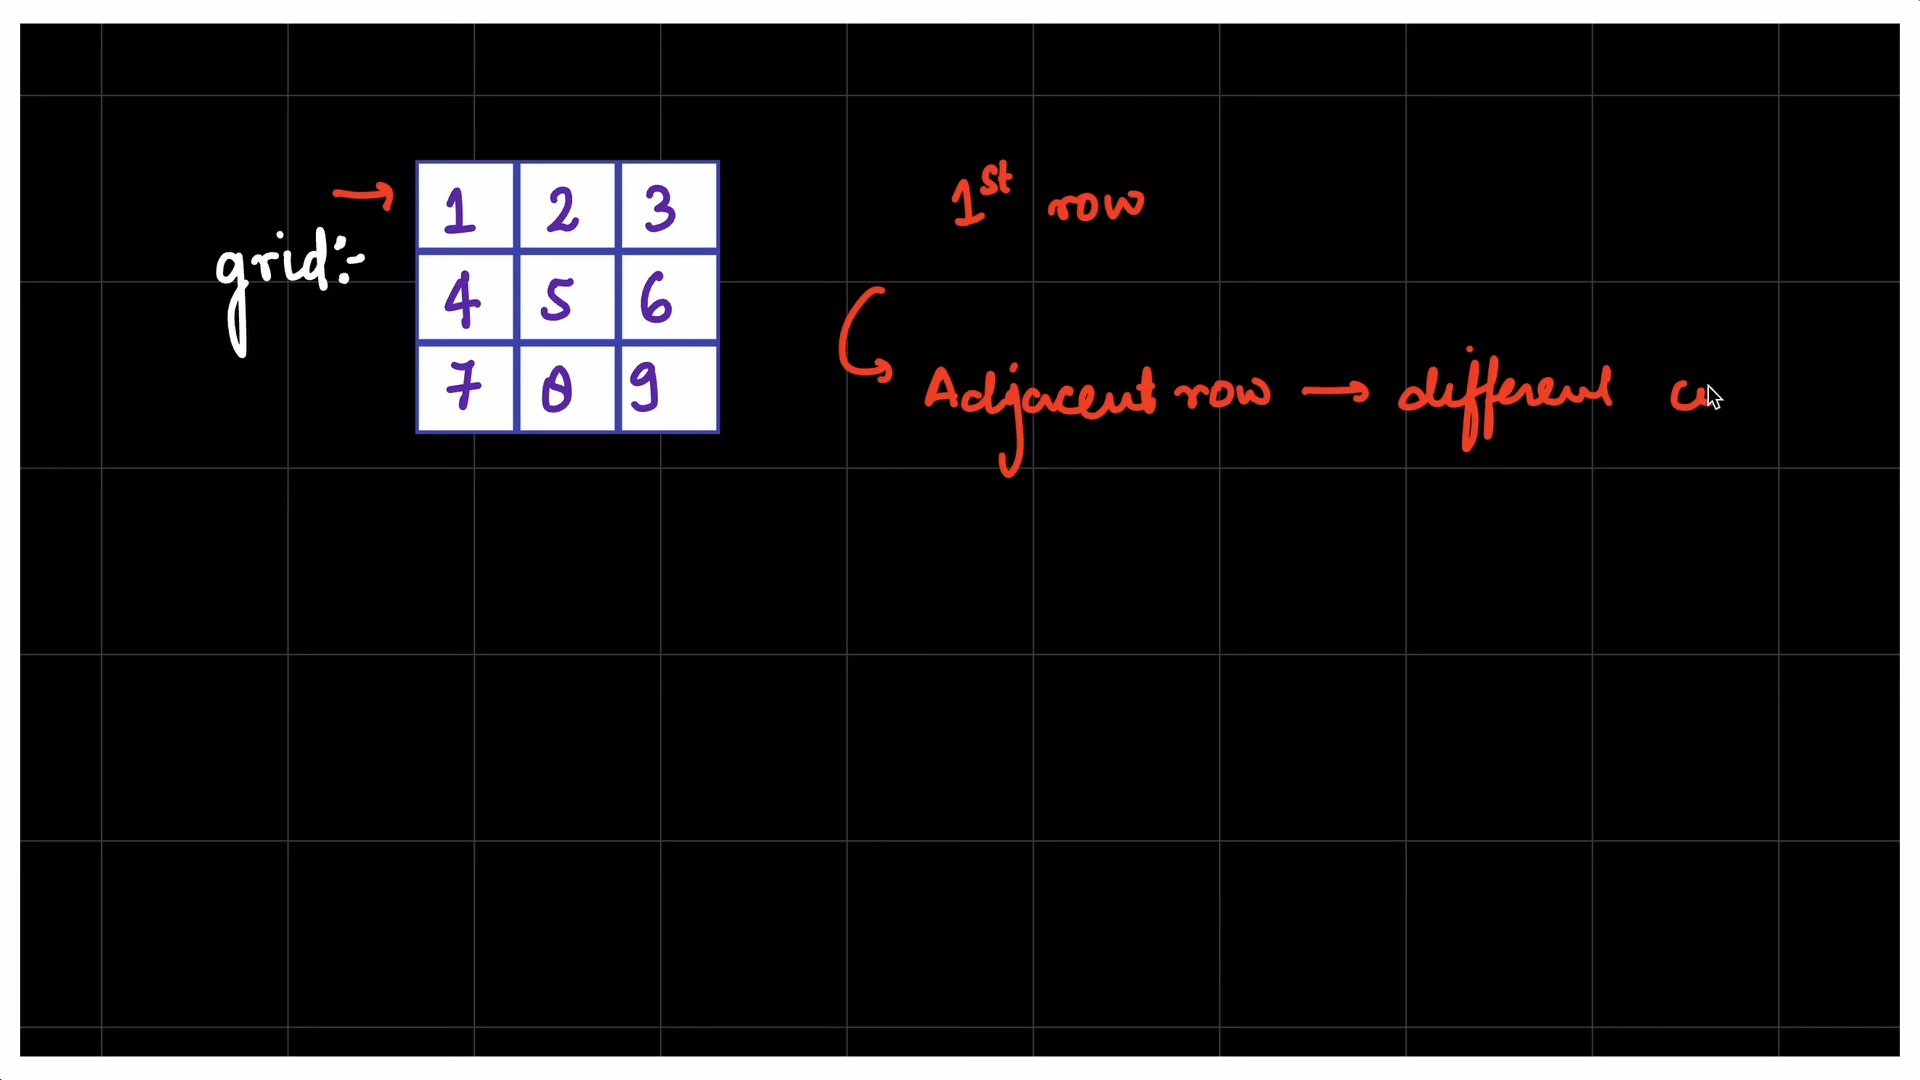 grid:-
1 2 3
4 5 6
7 8 9
1st row
Adjacent row → different